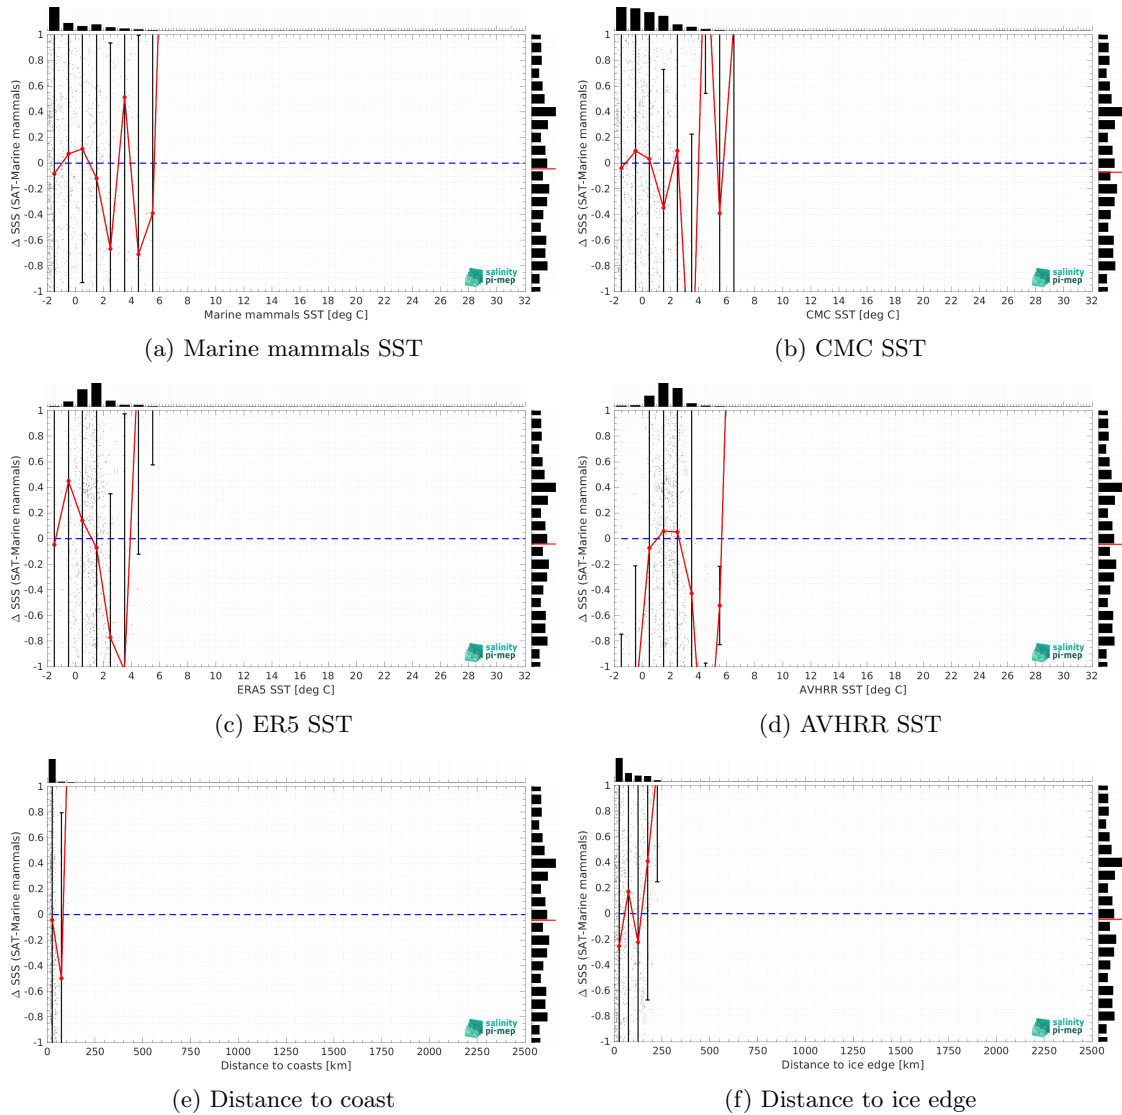 1
0.8
0.6
0.4
0.2
0
-0.2
-0.4
-0.6
-0.8
-1
Δ SSS (SAT-Marine mammals)
-2 0 2 4 6 8 10 12 14 16 18 20 22 24 26 28 30 32
Marine mammals SST [deg C]
salinity
pi-mep
(a) Marine mammals SST
1
0.8
0.6
0.4
0.2
0
-0.2
-0.4
-0.6
-0.8
-1
Δ SSS (SAT-Marine mammals)
-2 0 2 4 6 8 10 12 14 16 18 20 22 24 26 28 30 32
CMC SST [deg C]
salinity
pi-mep
(b) CMC SST
1
0.8
0.6
0.4
0.2
0
-0.2
-0.4
-0.6
-0.8
-1
Δ SSS (SAT-Marine mammals)
-2 0 2 4 6 8 10 12 14 16 18 20 22 24 26 28 30 32
ERA5 SST [deg C]
salinity
pi-mep
(c) ER5 SST
1
0.8
0.6
0.4
0.2
0
-0.2
-0.4
-0.6
-0.8
-1
Δ SSS (SAT-Marine mammals)
-2 0 2 4 6 8 10 12 14 16 18 20 22 24 26 28 30 32
AVHRR SST [deg C]
salinity
pi-mep
(d) AVHRR SST
1
0.8
0.6
0.4
0.2
0
-0.2
-0.4
-0.6
-0.8
-1
Δ SSS (SAT-Marine mammals)
0 250 500 750 1000 1250 1500 1750 2000 2250 2500
Distance to coasts [km]
salinity
pi-mep
(e) Distance to coast
1
0.8
0.6
0.4
0.2
0
-0.2
-0.4
-0.6
-0.8
-1
Δ SSS (SAT-Marine mammals)
0 250 500 750 1000 1250 1500 1750 2000 2250 2500
Distance to ice edge [km]
salinity
pi-mep
(f) Distance to ice edge